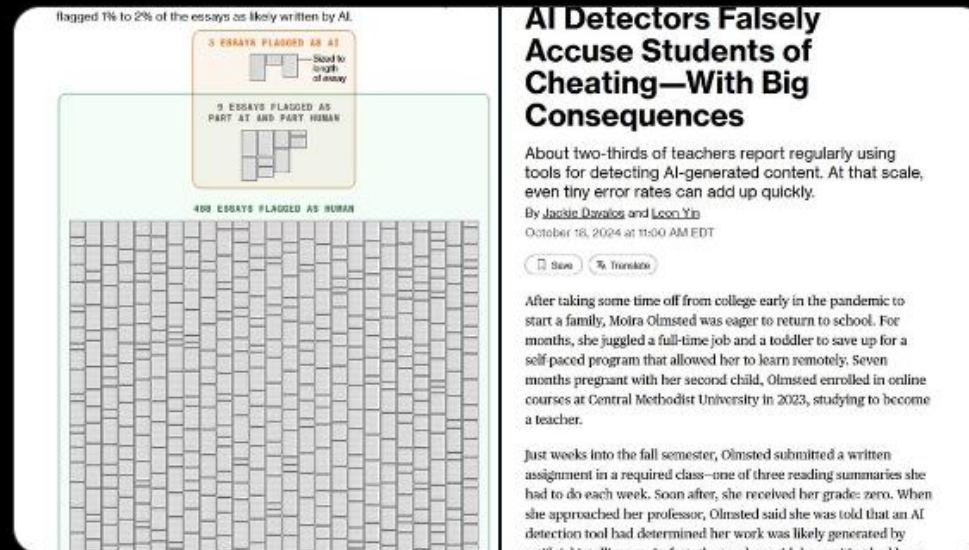 flagged 1% to 2% of the essays as likely written by AI.
3 ESSAYS FLAGGED AS AI
Sized to
length
of essay
9 ESSAYS FLAGGED AS
PART AI AND PART HUMAN
488 ESSAYS FLAGGED AS HUMAN
AI Detectors Falsely
Accuse Students of
Cheating—With Big
Consequences
About two-thirds of teachers report regularly using
tools for detecting AI-generated content. At that scale,
even tiny error rates can add up quickly.
By Jackie Davalos and Leon Yin
October 18, 2024 at 11:00 AM EDT
Save
Translate
After taking some time off from college early in the pandemic to
start a family, Moira Olmsted was eager to return to school. For
months, she juggled a full-time job and a toddler to save up for a
self-paced program that allowed her to learn remotely. Seven
months pregnant with her second child, Olmsted enrolled in online
courses at Central Methodist University in 2023, studying to become
a teacher.
Just weeks into the fall semester, Olmsted submitted a written
assignment in a required class—one of three reading summaries she
had to do each week. Soon after, she received her grade: zero. When
she approached her professor, Olmsted said she was told that an AI
detection tool had determined her work was likely generated by